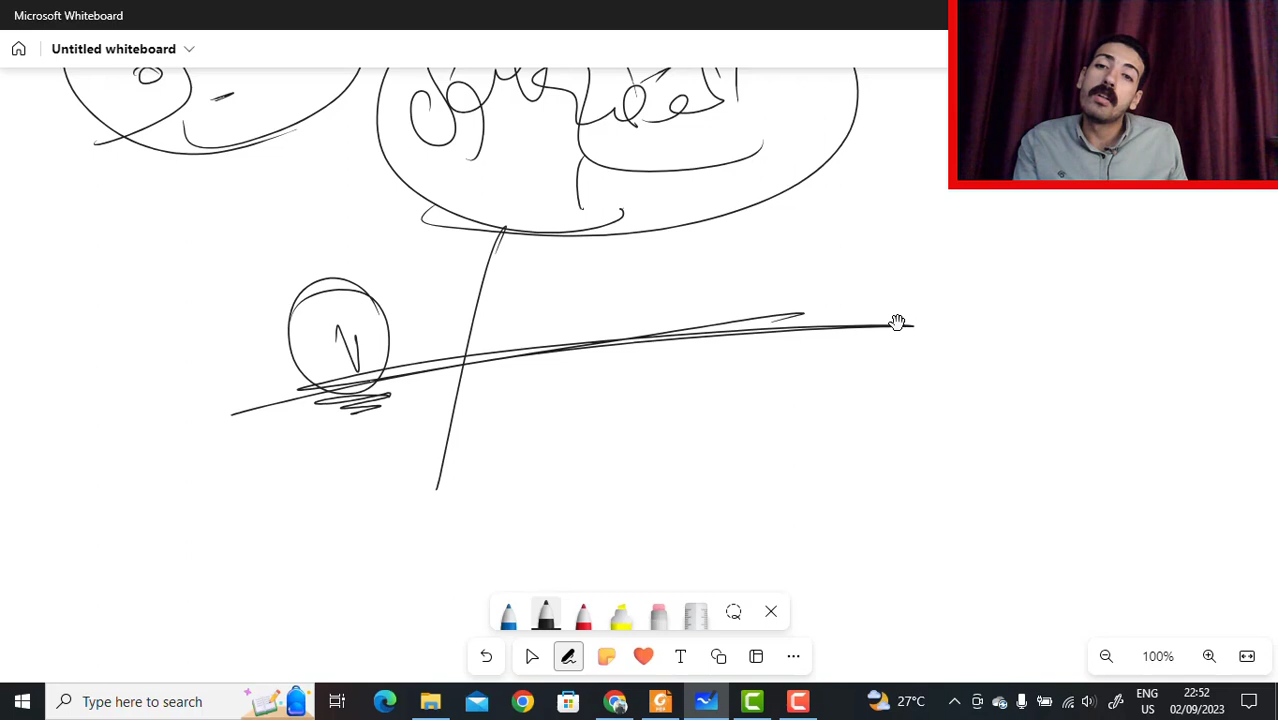 Microsoft Whiteboard
Untitled whiteboard
100%
Type here to search
27°C
ENG
US
22:52
02/09/2023